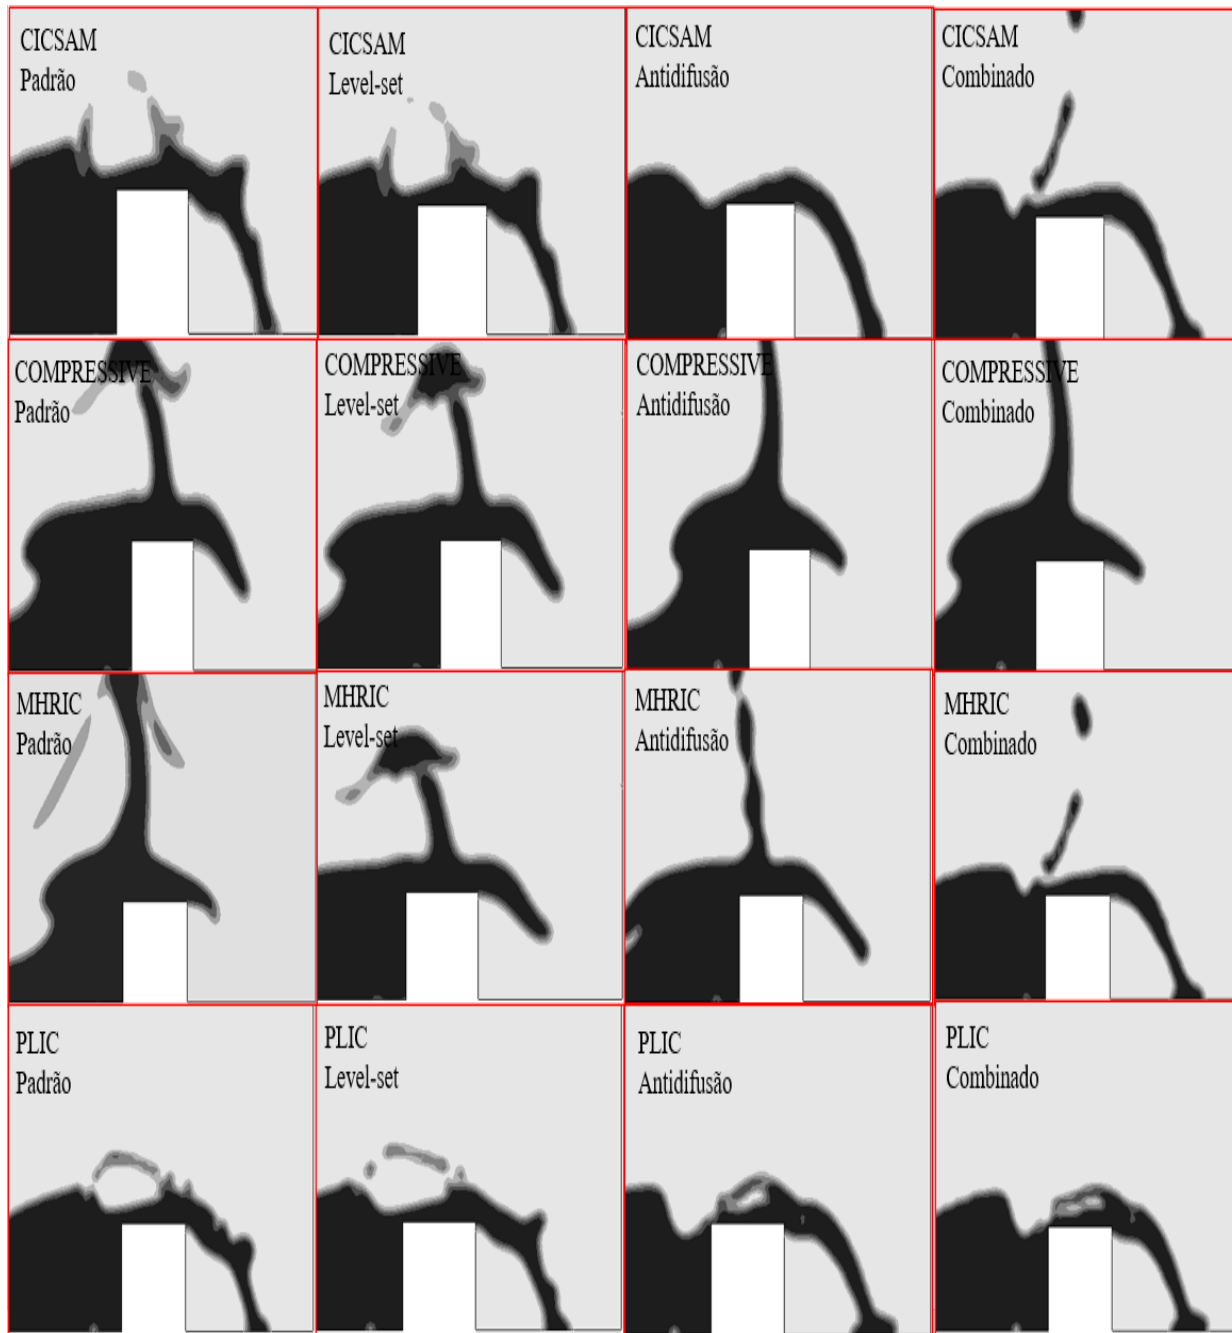 CICSAM
Padrão
CICSAM
Level-set
CICSAM
Antidifusão
CICSAM
Combinado
COMPRESSIVE
Padrão
COMPRESSIVE
Level-set
COMPRESSIVE
Antidifusão
COMPRESSIVE
Combinado
MHRIC
Padrão
MHRIC
Level-set
MHRIC
Antidifusão
MHRIC
Combinado
PLIC
Padrão
PLIC
Level-set
PLIC
Antidifusão
PLIC
Combinado